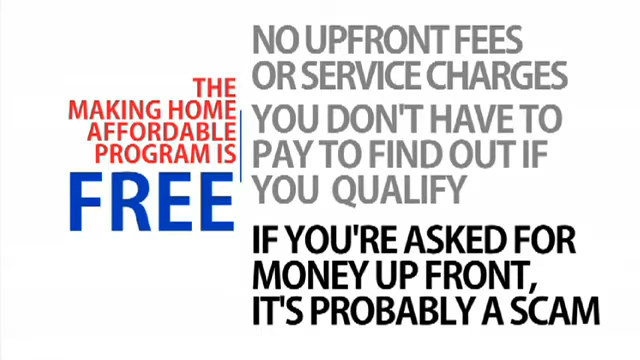 THE
MAKING HOME
AFFORDABLE
PROGRAM IS
FREE
NO UPFRONT FEES
OR SERVICE CHARGES
YOU DON'T HAVE TO
PAY TO FIND OUT IF
YOU QUALIFY
IF YOU'RE ASKED FOR
MONEY UP FRONT,
IT'S PROBABLY A SCAM